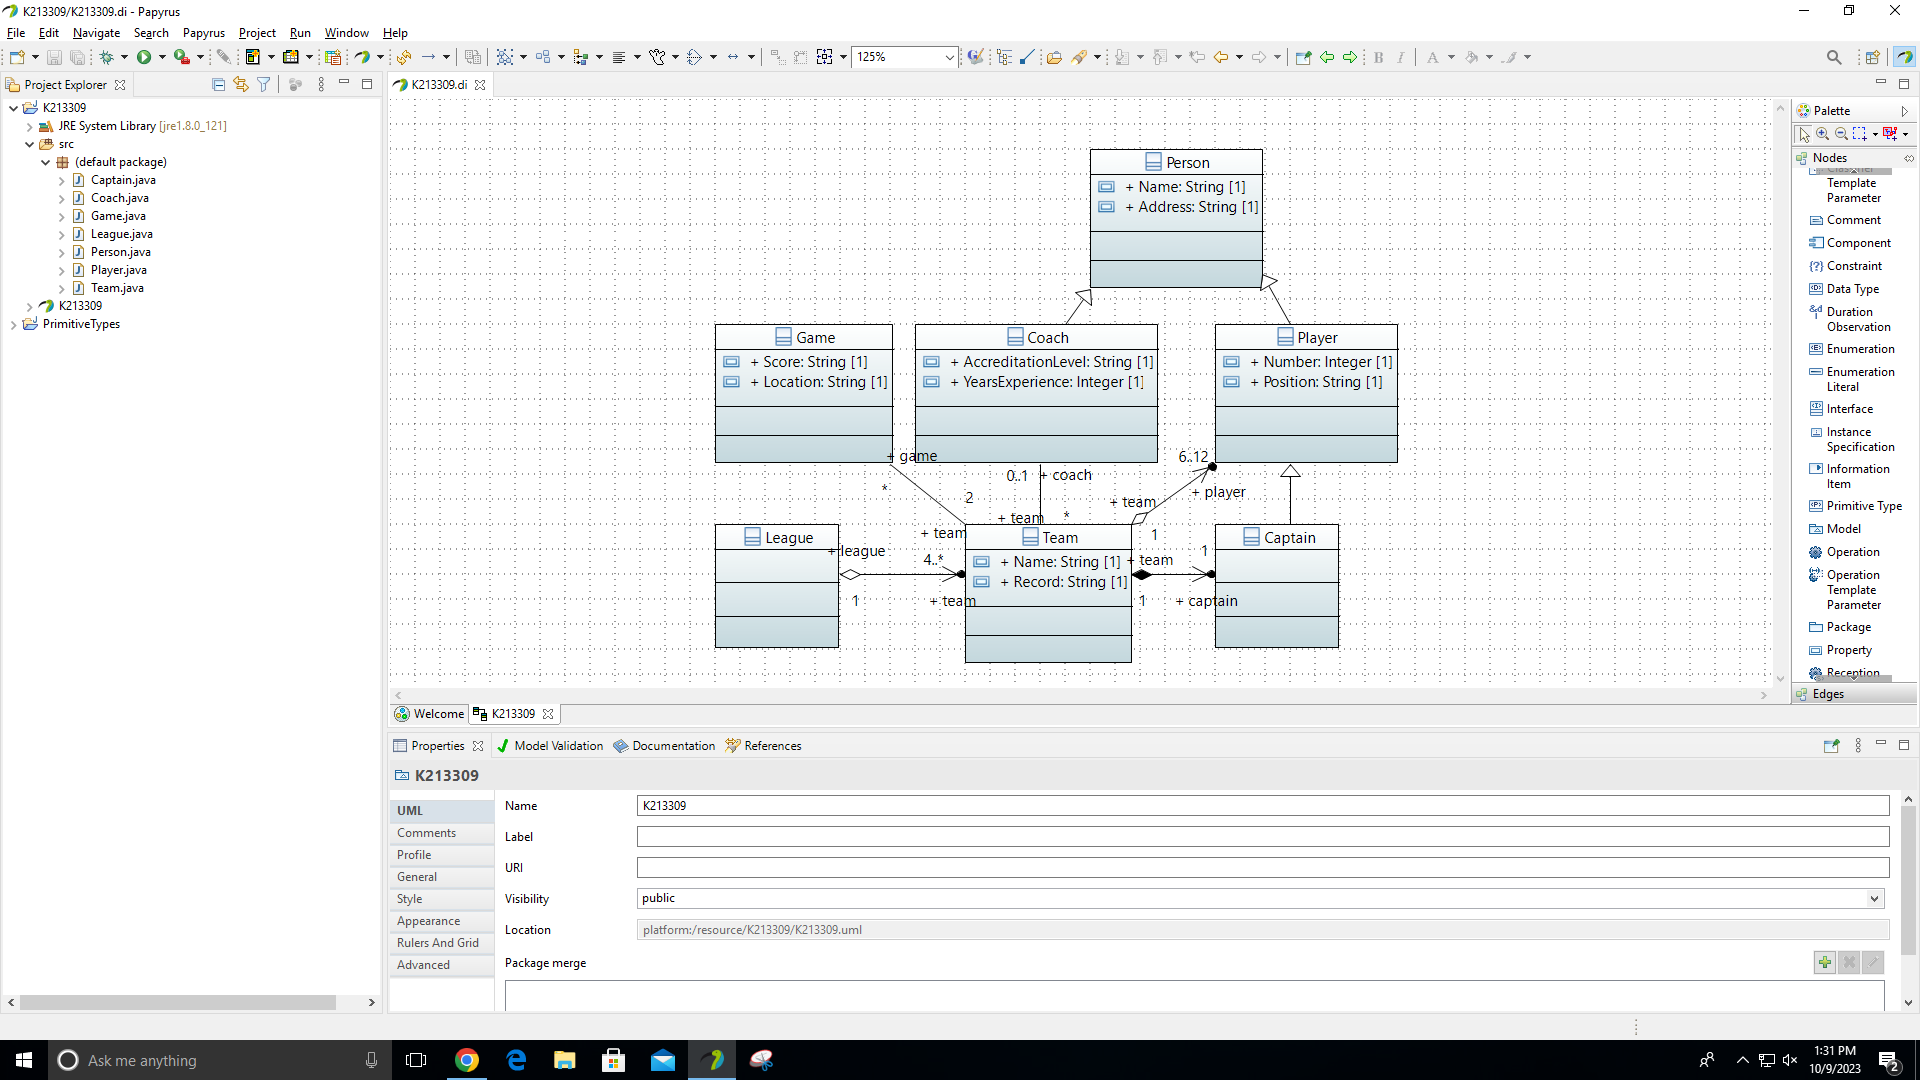 K213309/K213309.di - Papyrus
File Edit Navigate Search Papyrus Project Run Window Help
125%
Project Explorer
K213309
JRE System Library [jre1.8.0_121]
src
(default package)
Captain.java
Coach.java
Game.java
League.java
Person.java
Player.java
Team.java
K213309
PrimitiveTypes
K213309.di
Person
+ Name: String [1]
+ Address: String [1]
Game
+ Score: String [1]
+ Location: String [1]
Coach
+ AccreditationLevel: String [1]
+ YearsExperience: Integer [1]
Player
+ Number: Integer [1]
+ Position: String [1]
+ game
*
2
+ team
0..1
+ coach
+ team
*
6..12
+ player
+ team
1
League
+ league
1
4..*
+ team
Team
+ Name: String [1]
+ Record: String [1]
+ team
1
1
+ captain
Captain
Palette
Nodes
Classifier
Template
Parameter
Comment
Component
Constraint
Data Type
Duration
Observation
Enumeration
Enumeration
Literal
Interface
Instance
Specification
Information
Item
Primitive Type
Model
Operation
Operation
Template
Parameter
Package
Property
Reception
Edges
Welcome
K213309
Properties
Model Validation
Documentation
References
K213309
UML
Comments
Profile
General
Style
Appearance
Rulers And Grid
Advanced
Name
K213309
Label
URI
Visibility
public
Location
platform:/resource/K213309/K213309.uml
Package merge
Ask me anything
1:31 PM
10/9/2023
2